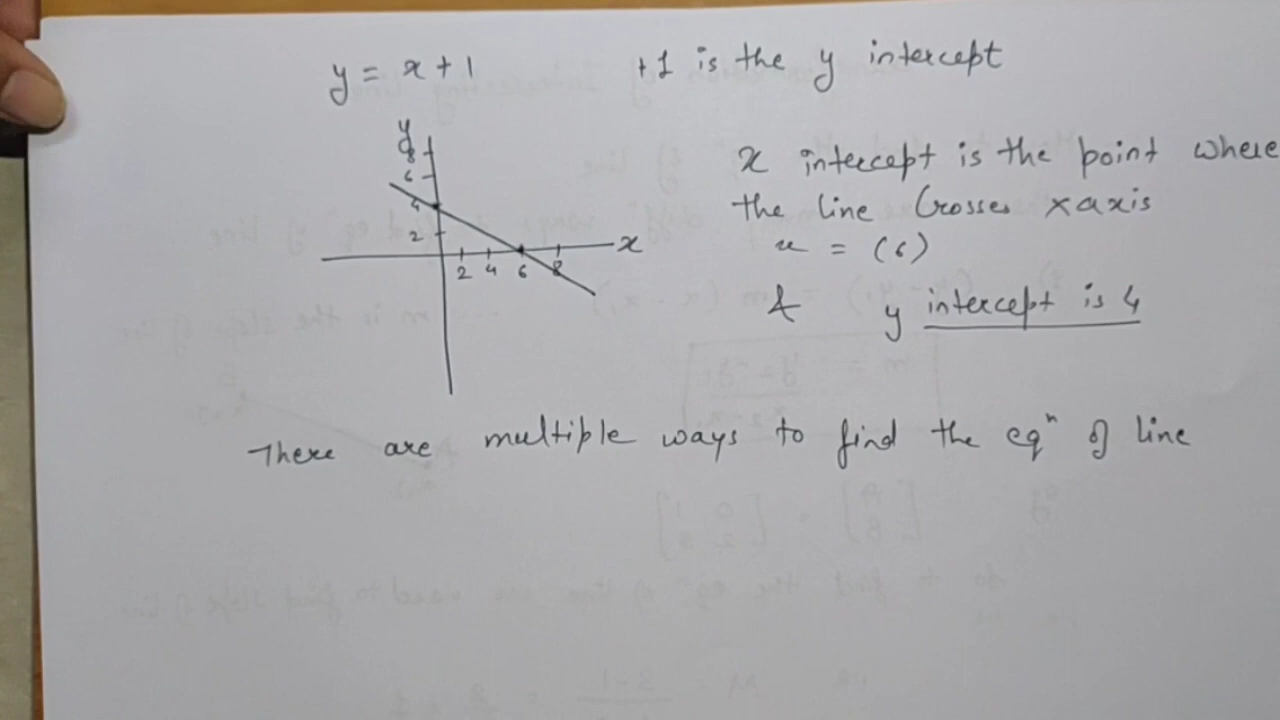 y = x + 1
+1 is the y intercept
y
8
6
4
2
2 4 6 8
x
x intercept is the point where
the line crosses x axis
x = (6)
& y intercept is 4
There are multiple ways to find the eqⁿ of line